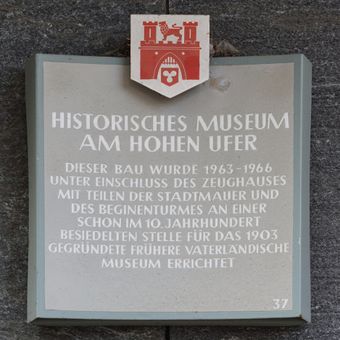 HISTORISCHES MUSEUM
AM HOHEN UFER
DIESER BAU WURDE 1963-1966
UNTER EINSCHLUSS DES ZEUGHAUSES
MIT TEILEN DER STADTMAUER UND
DES BEGINENTURMES AN EINER
SCHON IM 10. JAHRHUNDERT
BESIEDELTEN STELLE FÜR DAS 1903
GEGRÜNDETE FRÜHERE VATERLÄNDISCHE
MUSEUM ERRICHTET
37